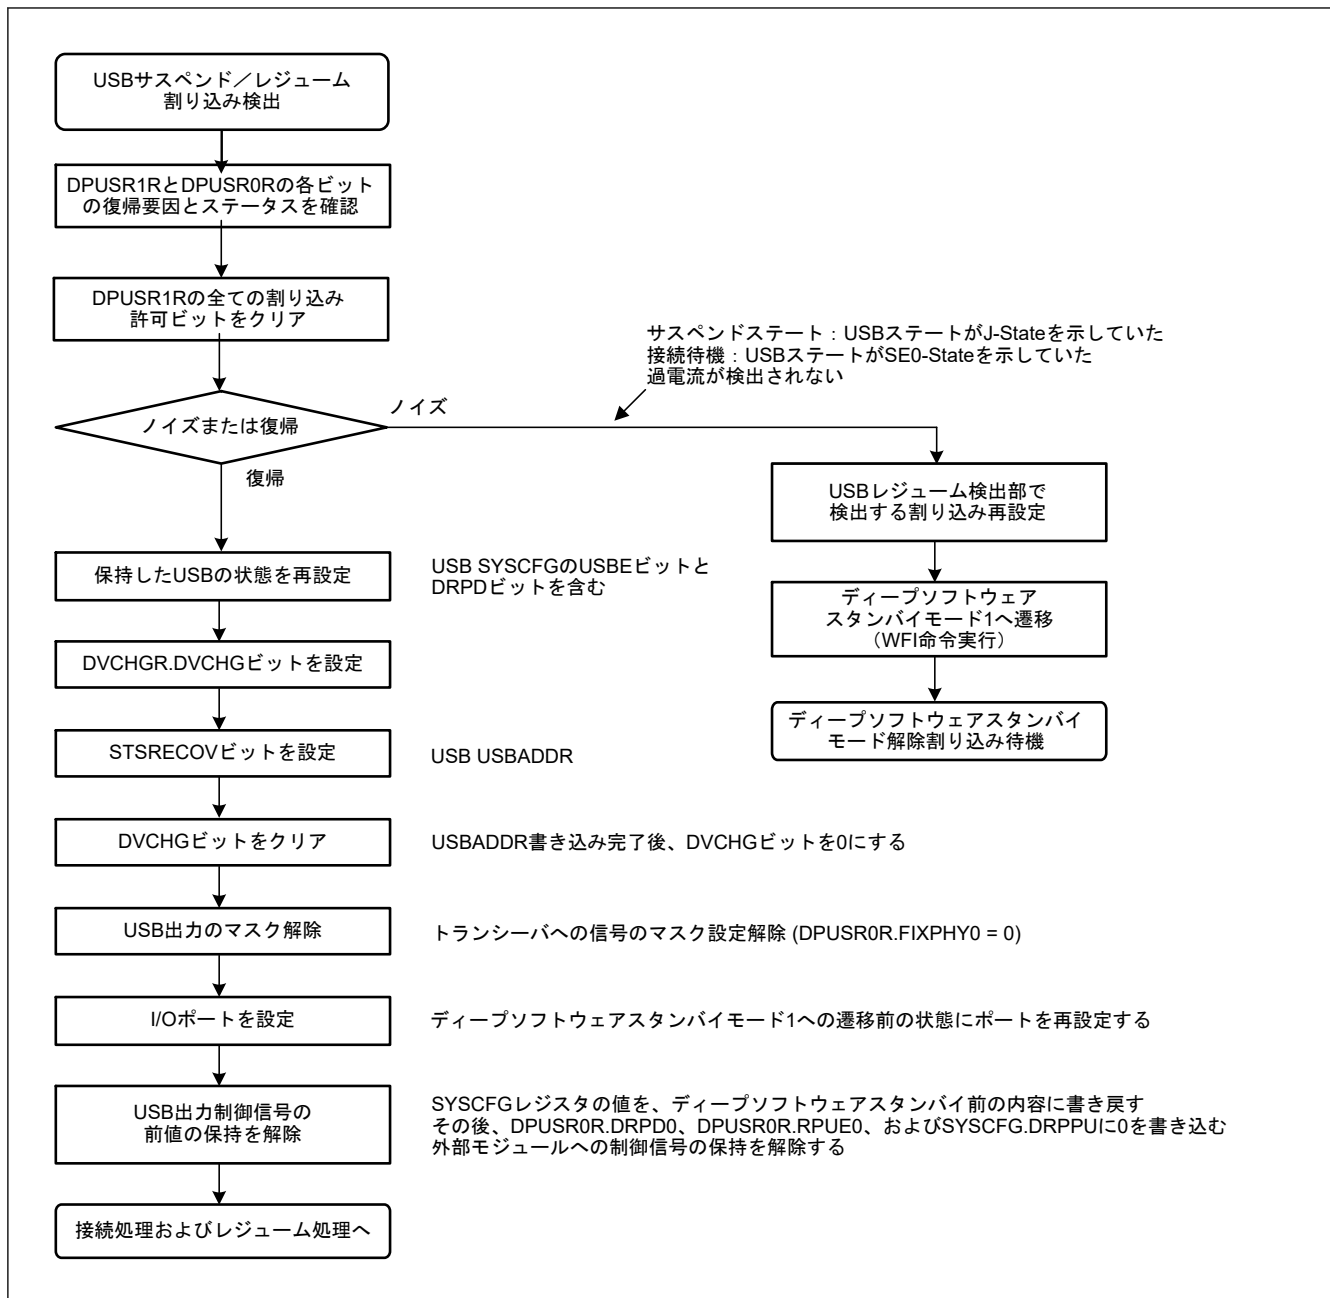 USBサスペンド／レジューム
割り込み検出
DPUSR1RとDPUSR0Rの各ビット
の復帰要因とステータスを確認
DPUSR1Rの全ての割り込み
許可ビットをクリア
サスペンドステート：USBステートがJ-Stateを示していた
接続待機：USBステートがSE0-Stateを示していた
過電流が検出されない
ノイズまたは復帰
ノイズ
復帰
USBレジューム検出部で
検出する割り込み再設定
ディープソフトウェア
スタンバイモード1へ遷移
（WFI命令実行）
ディープソフトウェアスタンバイ
モード解除割り込み待機
保持したUSBの状態を再設定
USB SYSCFGのUSBEビットと
DRPDビットを含む
DVCHGR.DVCHGビットを設定
STSRECOVビットを設定
USB USBADDR
DVCHGビットをクリア
USBADDR書き込み完了後、DVCHGビットを0にする
USB出力のマスク解除
トランシーバへの信号のマスク設定解除 (DPUSR0R.FIXPHY0 = 0)
I/Oポートを設定
ディープソフトウェアスタンバイモード1への遷移前の状態にポートを再設定する
USB出力制御信号の
前値の保持を解除
SYSCFGレジスタの値を、ディープソフトウェアスタンバイ前の内容に書き戻す
その後、DPUSR0R.DRPD0、DPUSR0R.RPUE0、およびSYSCFG.DRPPUに0を書き込む
外部モジュールへの制御信号の保持を解除する
接続処理およびレジューム処理へ